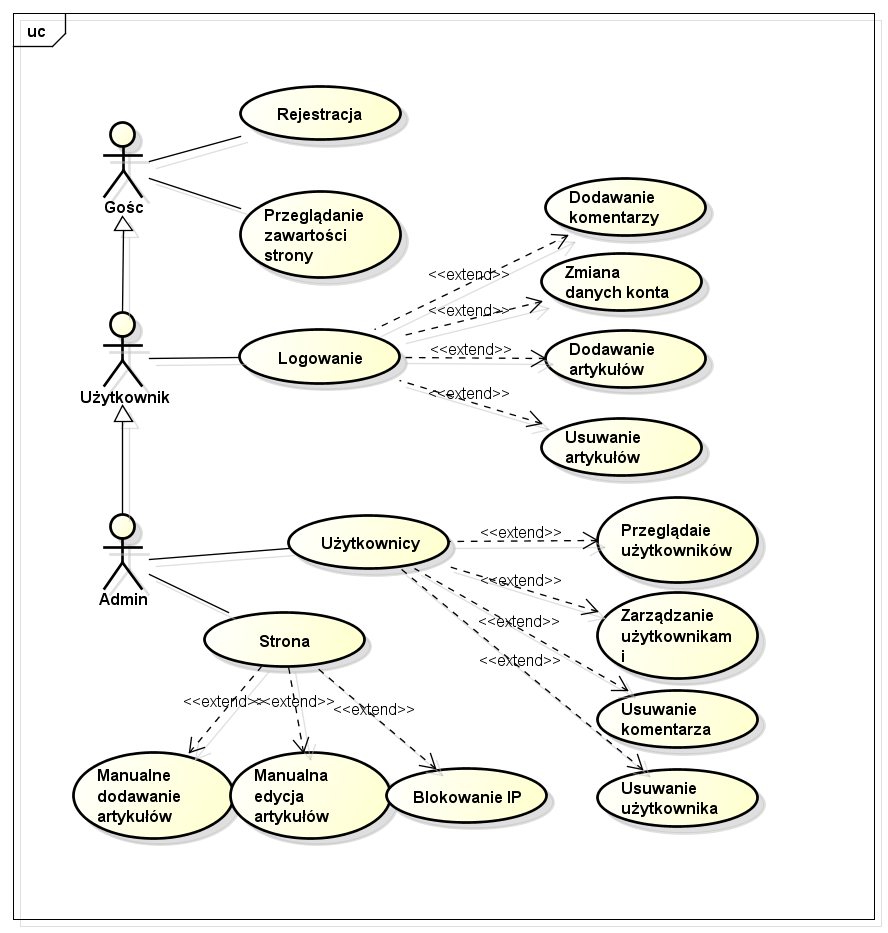 uc
Rejestracja
Gośc
Przeglądanie
zawartości
strony
Dodawanie
komentarzy
<<extend>>
Zmiana
danych konta
<<extend>>
Użytkownik
Logowanie
<<extend>>
Dodawanie
artykułów
<<extend>>
Usuwanie
artykułów
Admin
Użytkownicy
<<extend>>
Przeglądaie
użytkowników
<<extend>>
Zarządzanie
użytkownikam
i
<<extend>>
Strona
<<extend>>
Usuwanie
komentarza
<<extend>>
<<extend>>
<<extend>>
Manualne
dodawanie
artykułów
Manualna
edycja
artykułów
Blokowanie IP
Usuwanie
użytkownika